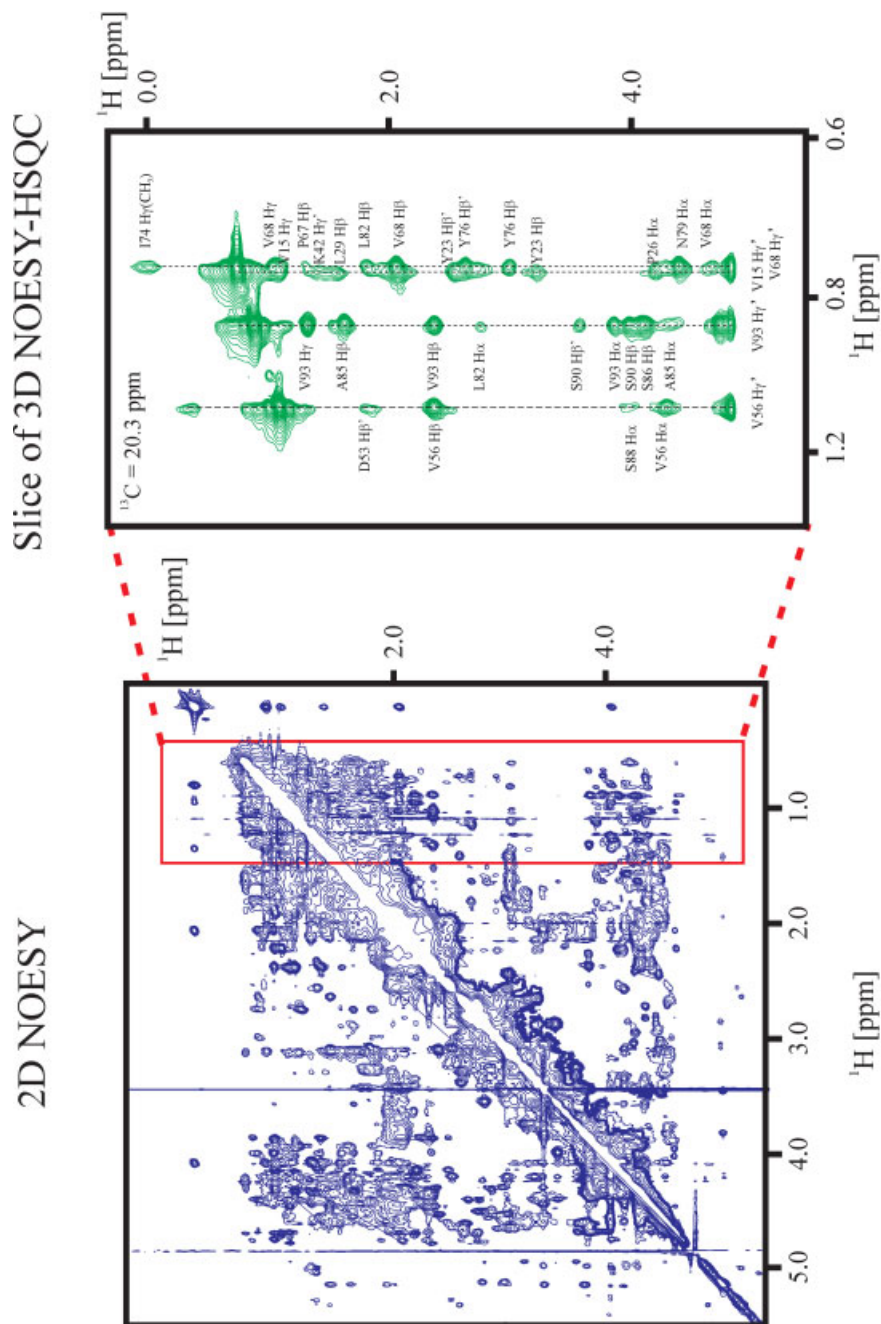 Slice of 3D NOESY-HSQC
¹H [ppm]
0.0
2.0
4.0
0.6
0.8
1.2
¹H [ppm]
¹³C = 20.3 ppm
I74 Hγ(CH₃)
V68 Hγ
V15 Hγ
P67 Hβ
K42 Hγ'
L29 Hβ
L82 Hβ
V68 Hβ
Y23 Hβ'
Y76 Hβ'
Y76 Hβ
Y23 Hβ
P26 Hα
N79 Hα
V68 Hα
V15 Hγ'
V68 Hγ'
V93 Hγ
A85 Hβ
V93 Hβ
L82 Hα
S90 Hβ'
V93 Hα
S90 Hβ
S86 Hβ
A85 Hα
V93 Hγ'
D53 Hβ'
V56 Hβ
S88 Hα
V56 Hα
V56 Hγ'
2D NOESY
¹H [ppm]
2.0
4.0
1.0
2.0
3.0
4.0
5.0
¹H [ppm]